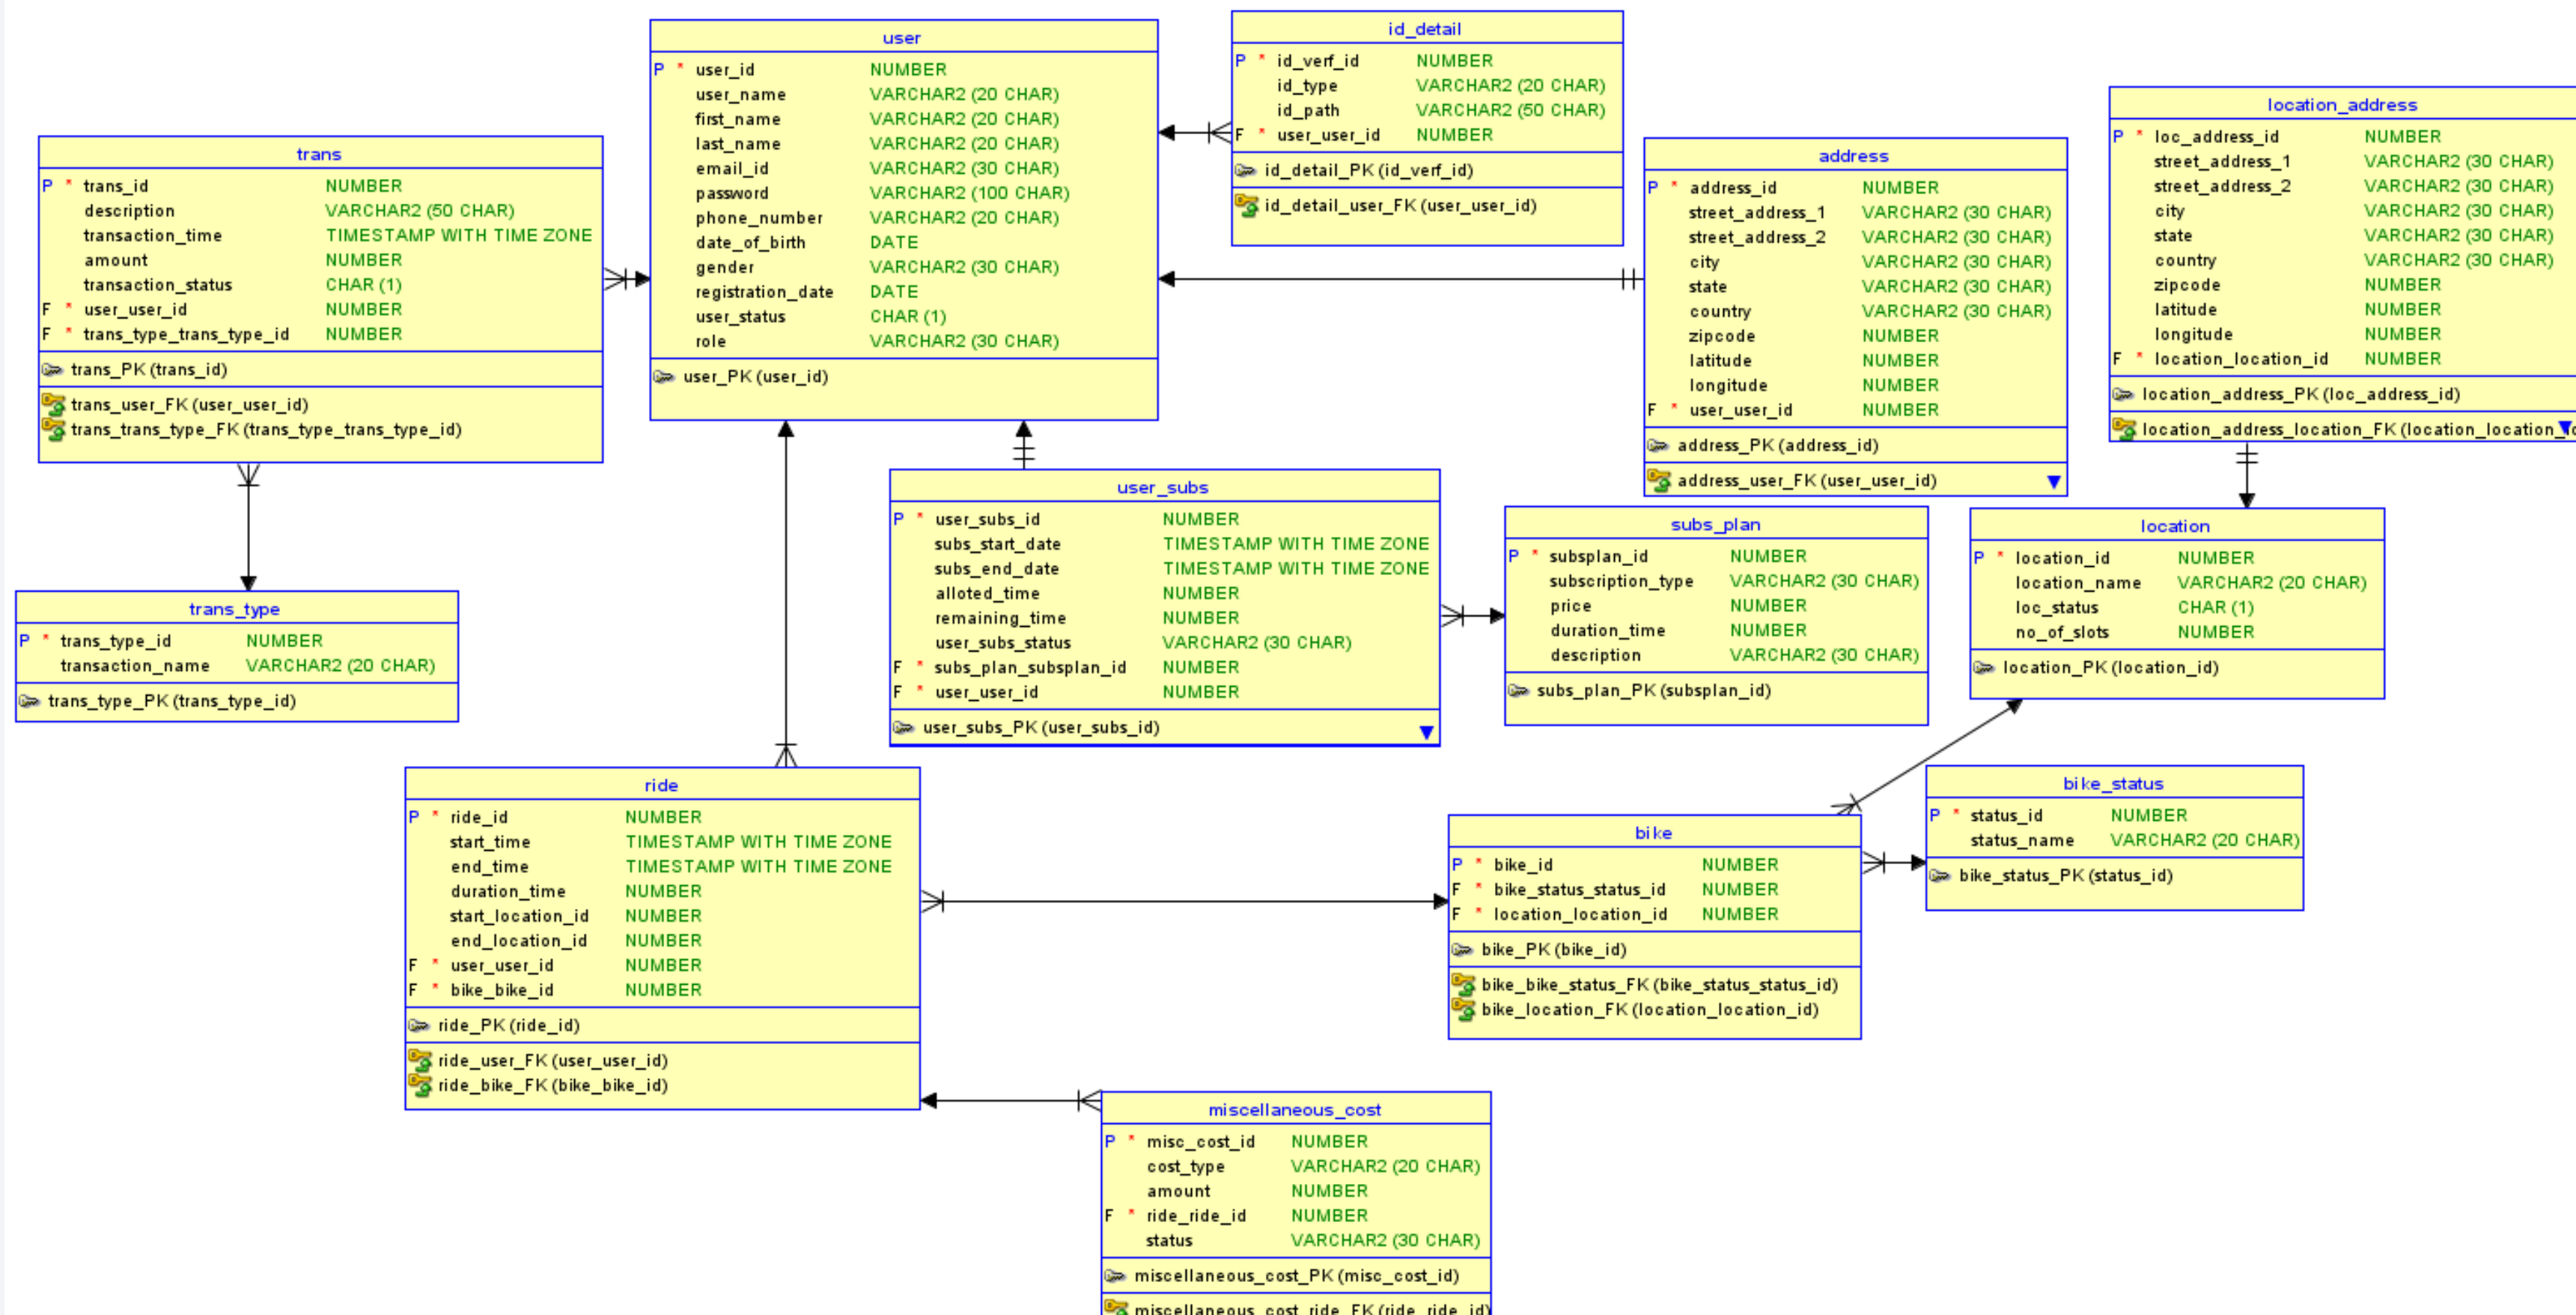 user
P * user_id NUMBER
user_name VARCHAR2 (20 CHAR)
first_name VARCHAR2 (20 CHAR)
last_name VARCHAR2 (20 CHAR)
email_id VARCHAR2 (30 CHAR)
password VARCHAR2 (100 CHAR)
phone_number VARCHAR2 (20 CHAR)
date_of_birth DATE
gender VARCHAR2 (30 CHAR)
registration_date DATE
user_status CHAR (1)
role VARCHAR2 (30 CHAR)
user_PK (user_id)
id_detail
P * id_verf_id NUMBER
id_type VARCHAR2 (20 CHAR)
id_path VARCHAR2 (50 CHAR)
F * user_user_id NUMBER
id_detail_PK (id_verf_id)
id_detail_user_FK (user_user_id)
location_address
P * loc_address_id NUMBER
street_address_1 VARCHAR2 (30 CHAR)
street_address_2 VARCHAR2 (30 CHAR)
city VARCHAR2 (30 CHAR)
state VARCHAR2 (30 CHAR)
country VARCHAR2 (30 CHAR)
zipcode NUMBER
latitude NUMBER
longitude NUMBER
F * location_location_id NUMBER
location_address_PK (loc_address_id)
location_address_location_FK (location_location_
trans
P * trans_id NUMBER
description VARCHAR2 (50 CHAR)
transaction_time TIMESTAMP WITH TIME ZONE
amount NUMBER
transaction_status CHAR (1)
F * user_user_id NUMBER
F * trans_type_trans_type_id NUMBER
trans_PK (trans_id)
trans_user_FK (user_user_id)
trans_trans_type_FK (trans_type_trans_type_id)
address
P * address_id NUMBER
street_address_1 VARCHAR2 (30 CHAR)
street_address_2 VARCHAR2 (30 CHAR)
city VARCHAR2 (30 CHAR)
state VARCHAR2 (30 CHAR)
country VARCHAR2 (30 CHAR)
zipcode NUMBER
latitude NUMBER
longitude NUMBER
F * user_user_id NUMBER
address_PK (address_id)
address_user_FK (user_user_id)
user_subs
P * user_subs_id NUMBER
subs_start_date TIMESTAMP WITH TIME ZONE
subs_end_date TIMESTAMP WITH TIME ZONE
alloted_time NUMBER
remaining_time NUMBER
user_subs_status VARCHAR2 (30 CHAR)
F * subs_plan_subsplan_id NUMBER
F * user_user_id NUMBER
user_subs_PK (user_subs_id)
subs_plan
P * subsplan_id NUMBER
subscription_type VARCHAR2 (30 CHAR)
price NUMBER
duration_time NUMBER
description VARCHAR2 (30 CHAR)
subs_plan_PK (subsplan_id)
location
P * location_id NUMBER
location_name VARCHAR2 (20 CHAR)
loc_status CHAR (1)
no_of_slots NUMBER
location_PK (location_id)
trans_type
P * trans_type_id NUMBER
transaction_name VARCHAR2 (20 CHAR)
trans_type_PK (trans_type_id)
ride
P * ride_id NUMBER
start_time TIMESTAMP WITH TIME ZONE
end_time TIMESTAMP WITH TIME ZONE
duration_time NUMBER
start_location_id NUMBER
end_location_id NUMBER
F * user_user_id NUMBER
F * bike_bike_id NUMBER
ride_PK (ride_id)
ride_user_FK (user_user_id)
ride_bike_FK (bike_bike_id)
bike
P * bike_id NUMBER
F * bike_status_status_id NUMBER
F * location_location_id NUMBER
bike_PK (bike_id)
bike_bike_status_FK (bike_status_status_id)
bike_location_FK (location_location_id)
bike_status
P * status_id NUMBER
status_name VARCHAR2 (20 CHAR)
bike_status_PK (status_id)
miscellaneous_cost
P * misc_cost_id NUMBER
cost_type VARCHAR2 (20 CHAR)
amount NUMBER
F * ride_ride_id NUMBER
status VARCHAR2 (30 CHAR)
miscellaneous_cost_PK (misc_cost_id)
miscellaneous_cost_ride_FK (ride_ride_id)